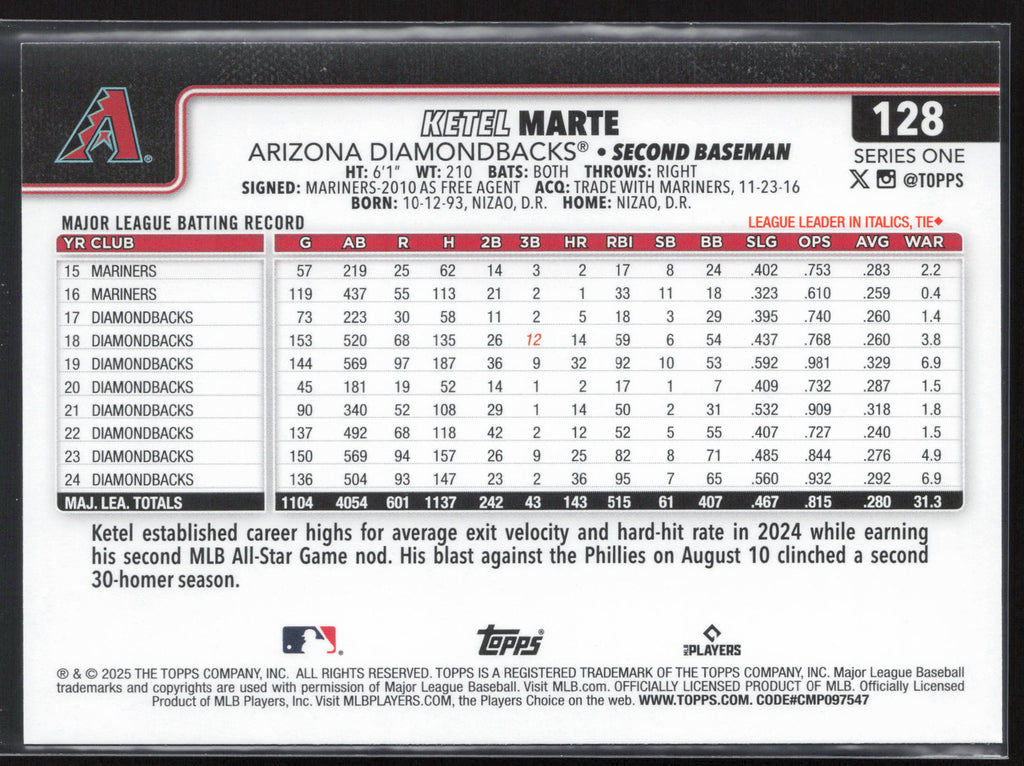 A®
KETEL MARTE
128
ARIZONA DIAMONDBACKS® • SECOND BASEMAN
SERIES ONE
HT: 6'1" WT: 210 BATS: BOTH THROWS: RIGHT
@TOPPS
SIGNED: MARINERS-2010 AS FREE AGENT ACQ: TRADE WITH MARINERS, 11-23-16
BORN: 10-12-93, NIZAO, D.R. HOME: NIZAO, D.R.
MAJOR LEAGUE BATTING RECORD
LEAGUE LEADER IN ITALICS, TIE♦
YR CLUB G AB R H 2B 3B HR RBI SB BB SLG OPS AVG WAR
15 MARINERS 57 219 25 62 14 3 2 17 8 24 .402 .753 .283 2.2
16 MARINERS 119 437 55 113 21 2 1 33 11 18 .323 .610 .259 0.4
17 DIAMONDBACKS 73 223 30 58 11 2 5 18 3 29 .395 .740 .260 1.4
18 DIAMONDBACKS 153 520 68 135 26 12 14 59 6 54 .437 .768 .260 3.8
19 DIAMONDBACKS 144 569 97 187 36 9 32 92 10 53 .592 .981 .329 6.9
20 DIAMONDBACKS 45 181 19 52 14 1 2 17 1 7 .409 .732 .287 1.5
21 DIAMONDBACKS 90 340 52 108 29 1 14 50 2 31 .532 .909 .318 1.8
22 DIAMONDBACKS 137 492 68 118 42 2 12 52 5 55 .407 .727 .240 1.5
23 DIAMONDBACKS 150 569 94 157 26 9 25 82 8 71 .485 .844 .276 4.9
24 DIAMONDBACKS 136 504 93 147 23 2 36 95 7 65 .560 .932 .292 6.9
MAJ. LEA. TOTALS 1104 4054 601 1137 242 43 143 515 61 407 .467 .815 .280 31.3
Ketel established career highs for average exit velocity and hard-hit rate in 2024 while earning
his second MLB All-Star Game nod. His blast against the Phillies on August 10 clinched a second
30-homer season.
Topps®
MLB PLAYERS
® & © 2025 THE TOPPS COMPANY, INC. ALL RIGHTS RESERVED. TOPPS IS A REGISTERED TRADEMARK OF THE TOPPS COMPANY, INC. Major League Baseball
trademarks and copyrights are used with permission of Major League Baseball. Visit MLB.com. OFFICIALLY LICENSED PRODUCT OF MLB. Officially Licensed
Product of MLB Players, Inc. Visit MLBPLAYERS.COM, the Players Choice on the web. WWW.TOPPS.COM. CODE#CMP097547